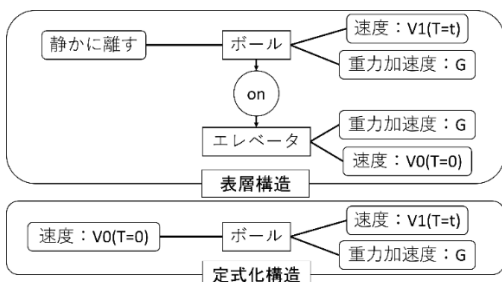 静かに離す
ボール
速度：V1(T=t)
重力加速度：G
on
エレベータ
重力加速度：G
速度：V0(T=0)
表層構造
速度：V0(T=0)
ボール
速度：V1(T=t)
重力加速度：G
定式化構造